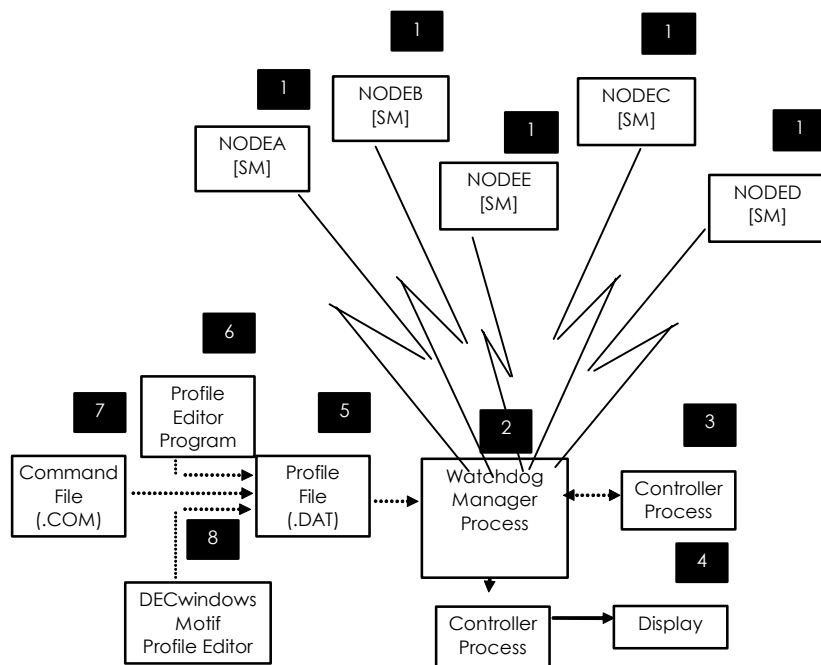 1
1
1
NODEB
[SM]
NODEC
[SM]
1
1
NODEA
[SM]
NODEE
[SM]
NODED
[SM]
6
Profile
Editor
Program
7
5
2
3
Command
File
(.COM)
Profile
File
(.DAT)
Watchdog
Manager
Process
Controller
Process
8
4
DECwindows
Motif
Profile Editor
Controller
Process
Display